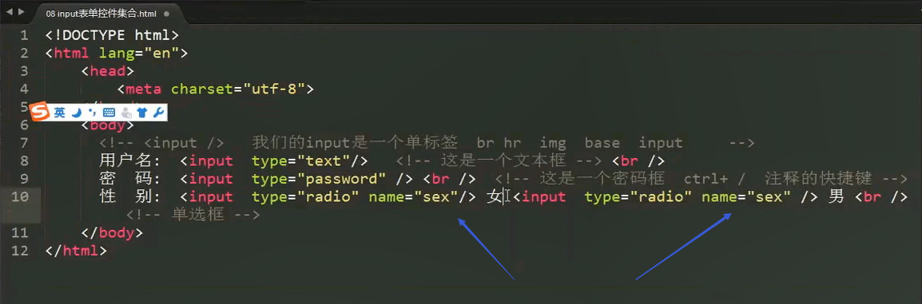 08 input表单控件集合.html
1 <!DOCTYPE html>
2 <html lang="en">
3 <head>
4 <meta charset="utf-8">
5
英
6 <body>
7 <!-- <input /> 我们的input是一个单标签 br hr img base input -->
8 用户名: <input type="text"/> <!-- 这是一个文本框 --> <br />
9 密 码: <input type="password" /> <br /> <!-- 这是一个密码框 ctrl+ / 注释的快捷键 -->
10 性 别: <input type="radio" name="sex"/> 女<input type="radio" name="sex" /> 男 <br />
<!-- 单选框 -->
11 </body>
12 </html>